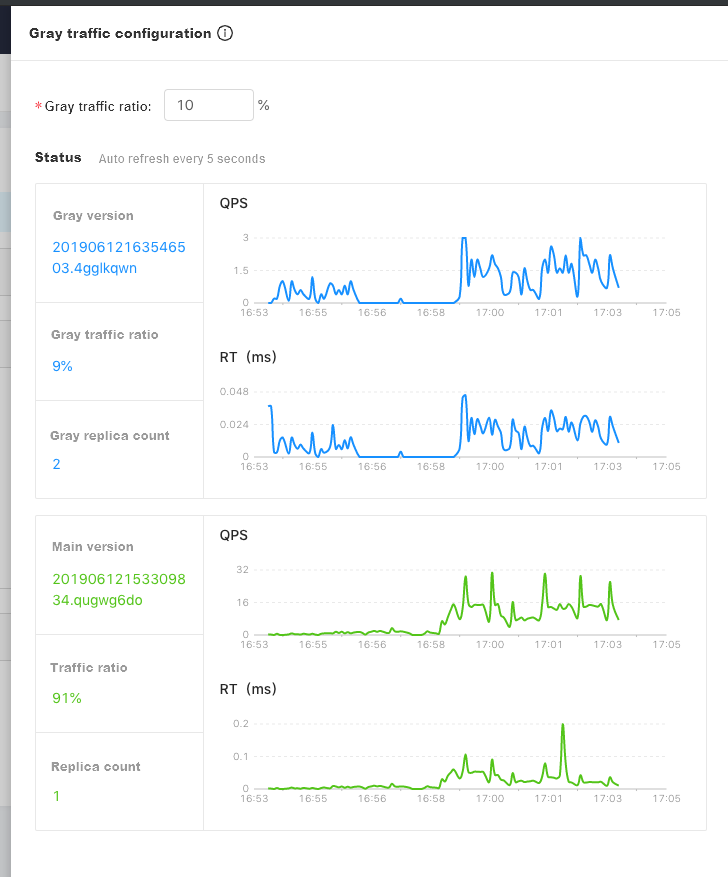 Gray traffic configuration
* Gray traffic ratio: 10 %
Status Auto refresh every 5 seconds
Gray version
201906121635465
03.4gglkqwn
Gray traffic ratio
9%
Gray replica count
2
QPS
3
1.5
0
16:53 16:55 16:56 16:58 17:00 17:01 17:03 17:05
RT (ms)
0.048
0.024
0
16:53 16:55 16:56 16:58 17:00 17:01 17:03 17:05
Main version
201906121533098
34.qugwg6do
Traffic ratio
91%
Replica count
1
QPS
32
16
0
16:53 16:55 16:56 16:58 17:00 17:01 17:03 17:05
RT (ms)
0.2
0.1
0
16:53 16:55 16:56 16:58 17:00 17:01 17:03 17:05